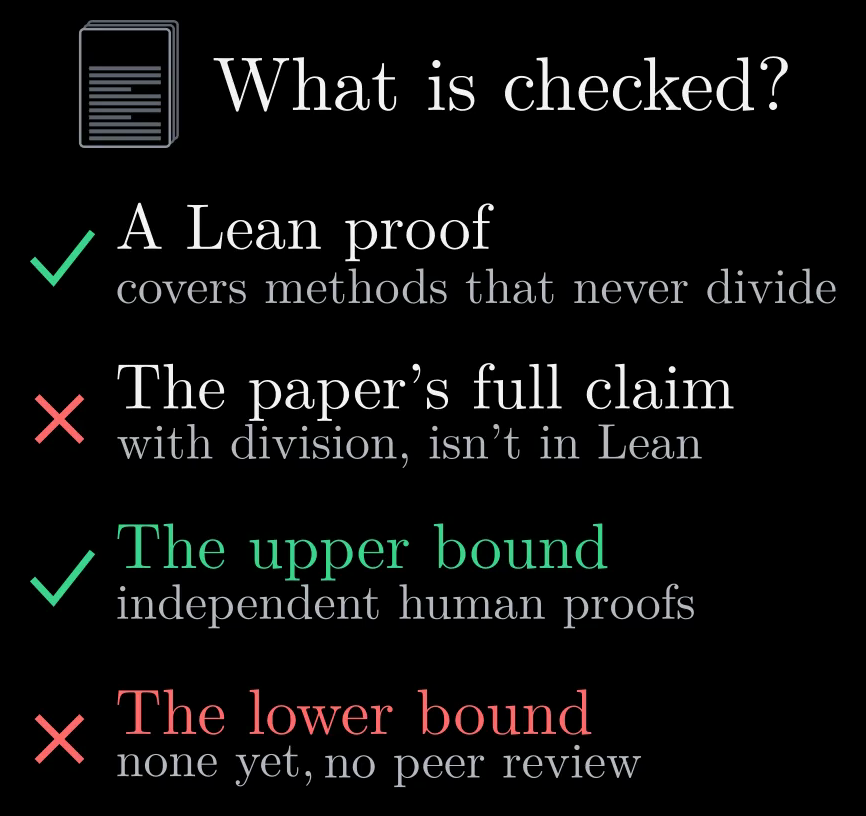 What is checked?
A Lean proof
covers methods that never divide
The paper's full claim
with division, isn't in Lean
The upper bound
independent human proofs
The lower bound
none yet, no peer review